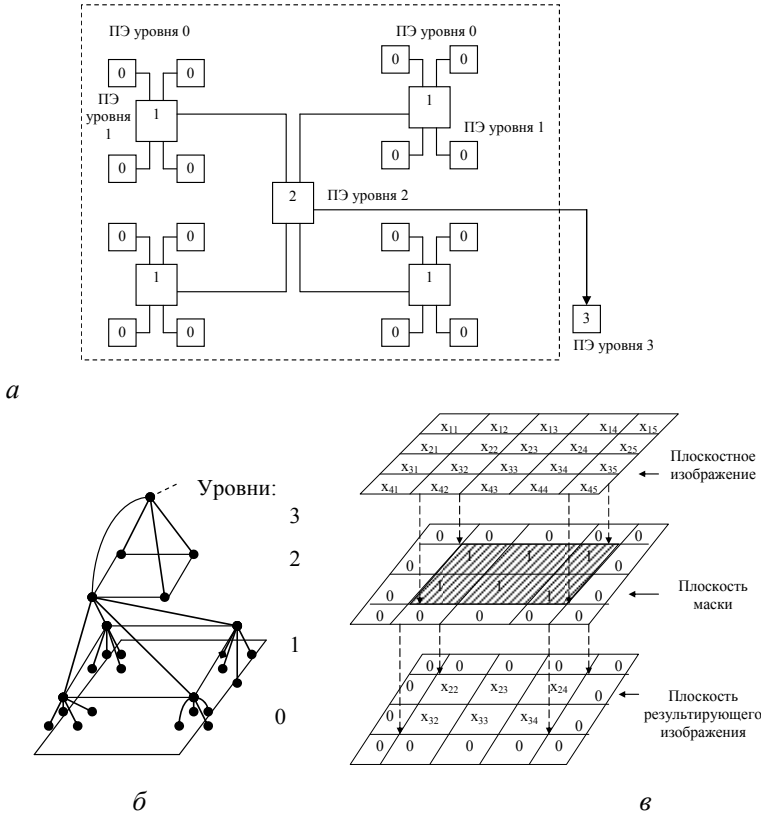 ПЭ уровня 0
ПЭ уровня 0
0 0 0 0
ПЭ
уровня
1
1 1
ПЭ уровня 1
0 0 0 0
2
ПЭ уровня 2
0 0 0 0
1 1
0 0 0 0
3
ПЭ уровня 3
а
Уровни:
3
2
1
0
б
x₁₁ x₁₂ x₁₃ x₁₄ x₁₅
x₂₁ x₂₂ x₂₃ x₂₄ x₂₅
x₃₁ x₃₂ x₃₃ x₃₄ x₃₅
x₄₁ x₄₂ x₄₃ x₄₄ x₄₅
Плоскостное
изображение
0 0 0 0 0
0 1 1 1 0
0 1 1 1 0
0 0 0 0 0
Плоскость
маски
0 0 0 0 0
0 x₂₂ x₂₃ x₂₄ 0
0 x₃₂ x₃₃ x₃₄ 0
0 0 0 0 0
Плоскость
результирующего
изображения
в